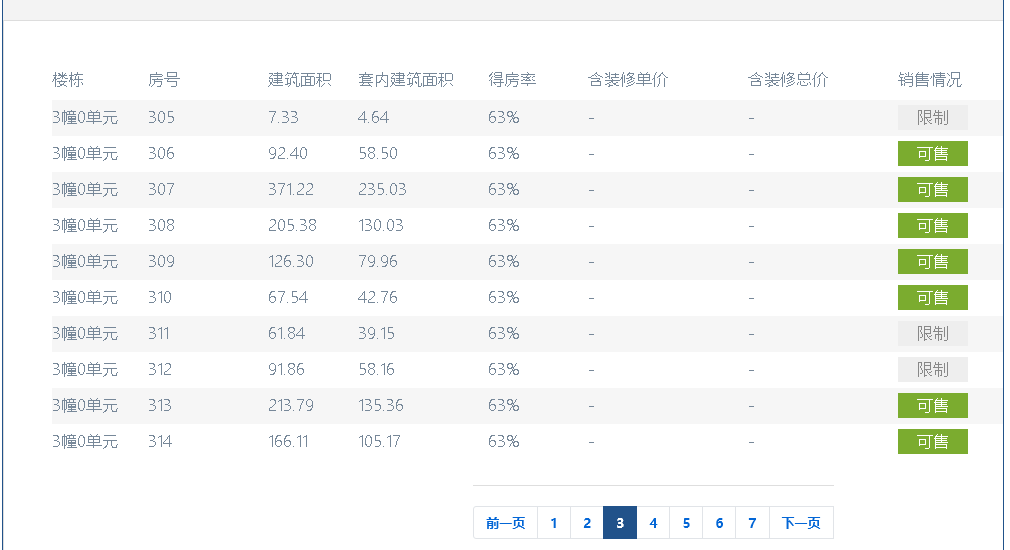 楼栋 房号 建筑面积 套内建筑面积 得房率 含装修单价 含装修总价 销售情况
3幢0单元 305 7.33 4.64 63% - - 限制
3幢0单元 306 92.40 58.50 63% - - 可售
3幢0单元 307 371.22 235.03 63% - - 可售
3幢0单元 308 205.38 130.03 63% - - 可售
3幢0单元 309 126.30 79.96 63% - - 可售
3幢0单元 310 67.54 42.76 63% - - 可售
3幢0单元 311 61.84 39.15 63% - - 限制
3幢0单元 312 91.86 58.16 63% - - 限制
3幢0单元 313 213.79 135.36 63% - - 可售
3幢0单元 314 166.11 105.17 63% - - 可售
前一页 1 2 3 4 5 6 7 下一页